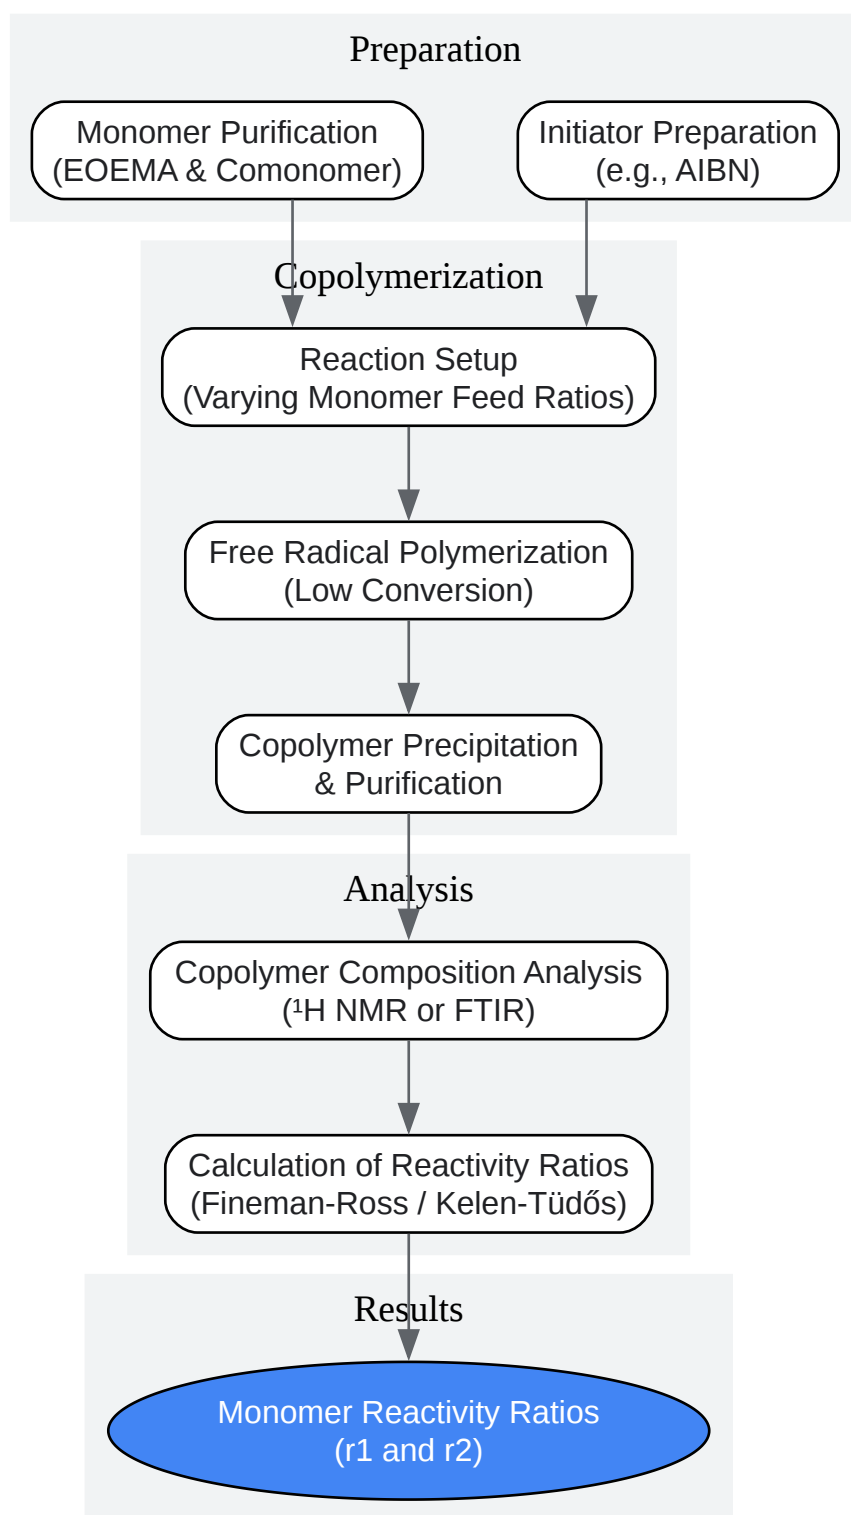 Preparation
Monomer Purification
(EOEMA & Comonomer)
Initiator Preparation
(e.g., AIBN)
Copolymerization
Reaction Setup
(Varying Monomer Feed Ratios)
Free Radical Polymerization
(Low Conversion)
Copolymer Precipitation
& Purification
Analysis
Copolymer Composition Analysis
(¹H NMR or FTIR)
Calculation of Reactivity Ratios
(Fineman-Ross / Kelen-Tüdős)
Results
Monomer Reactivity Ratios
(r1 and r2)